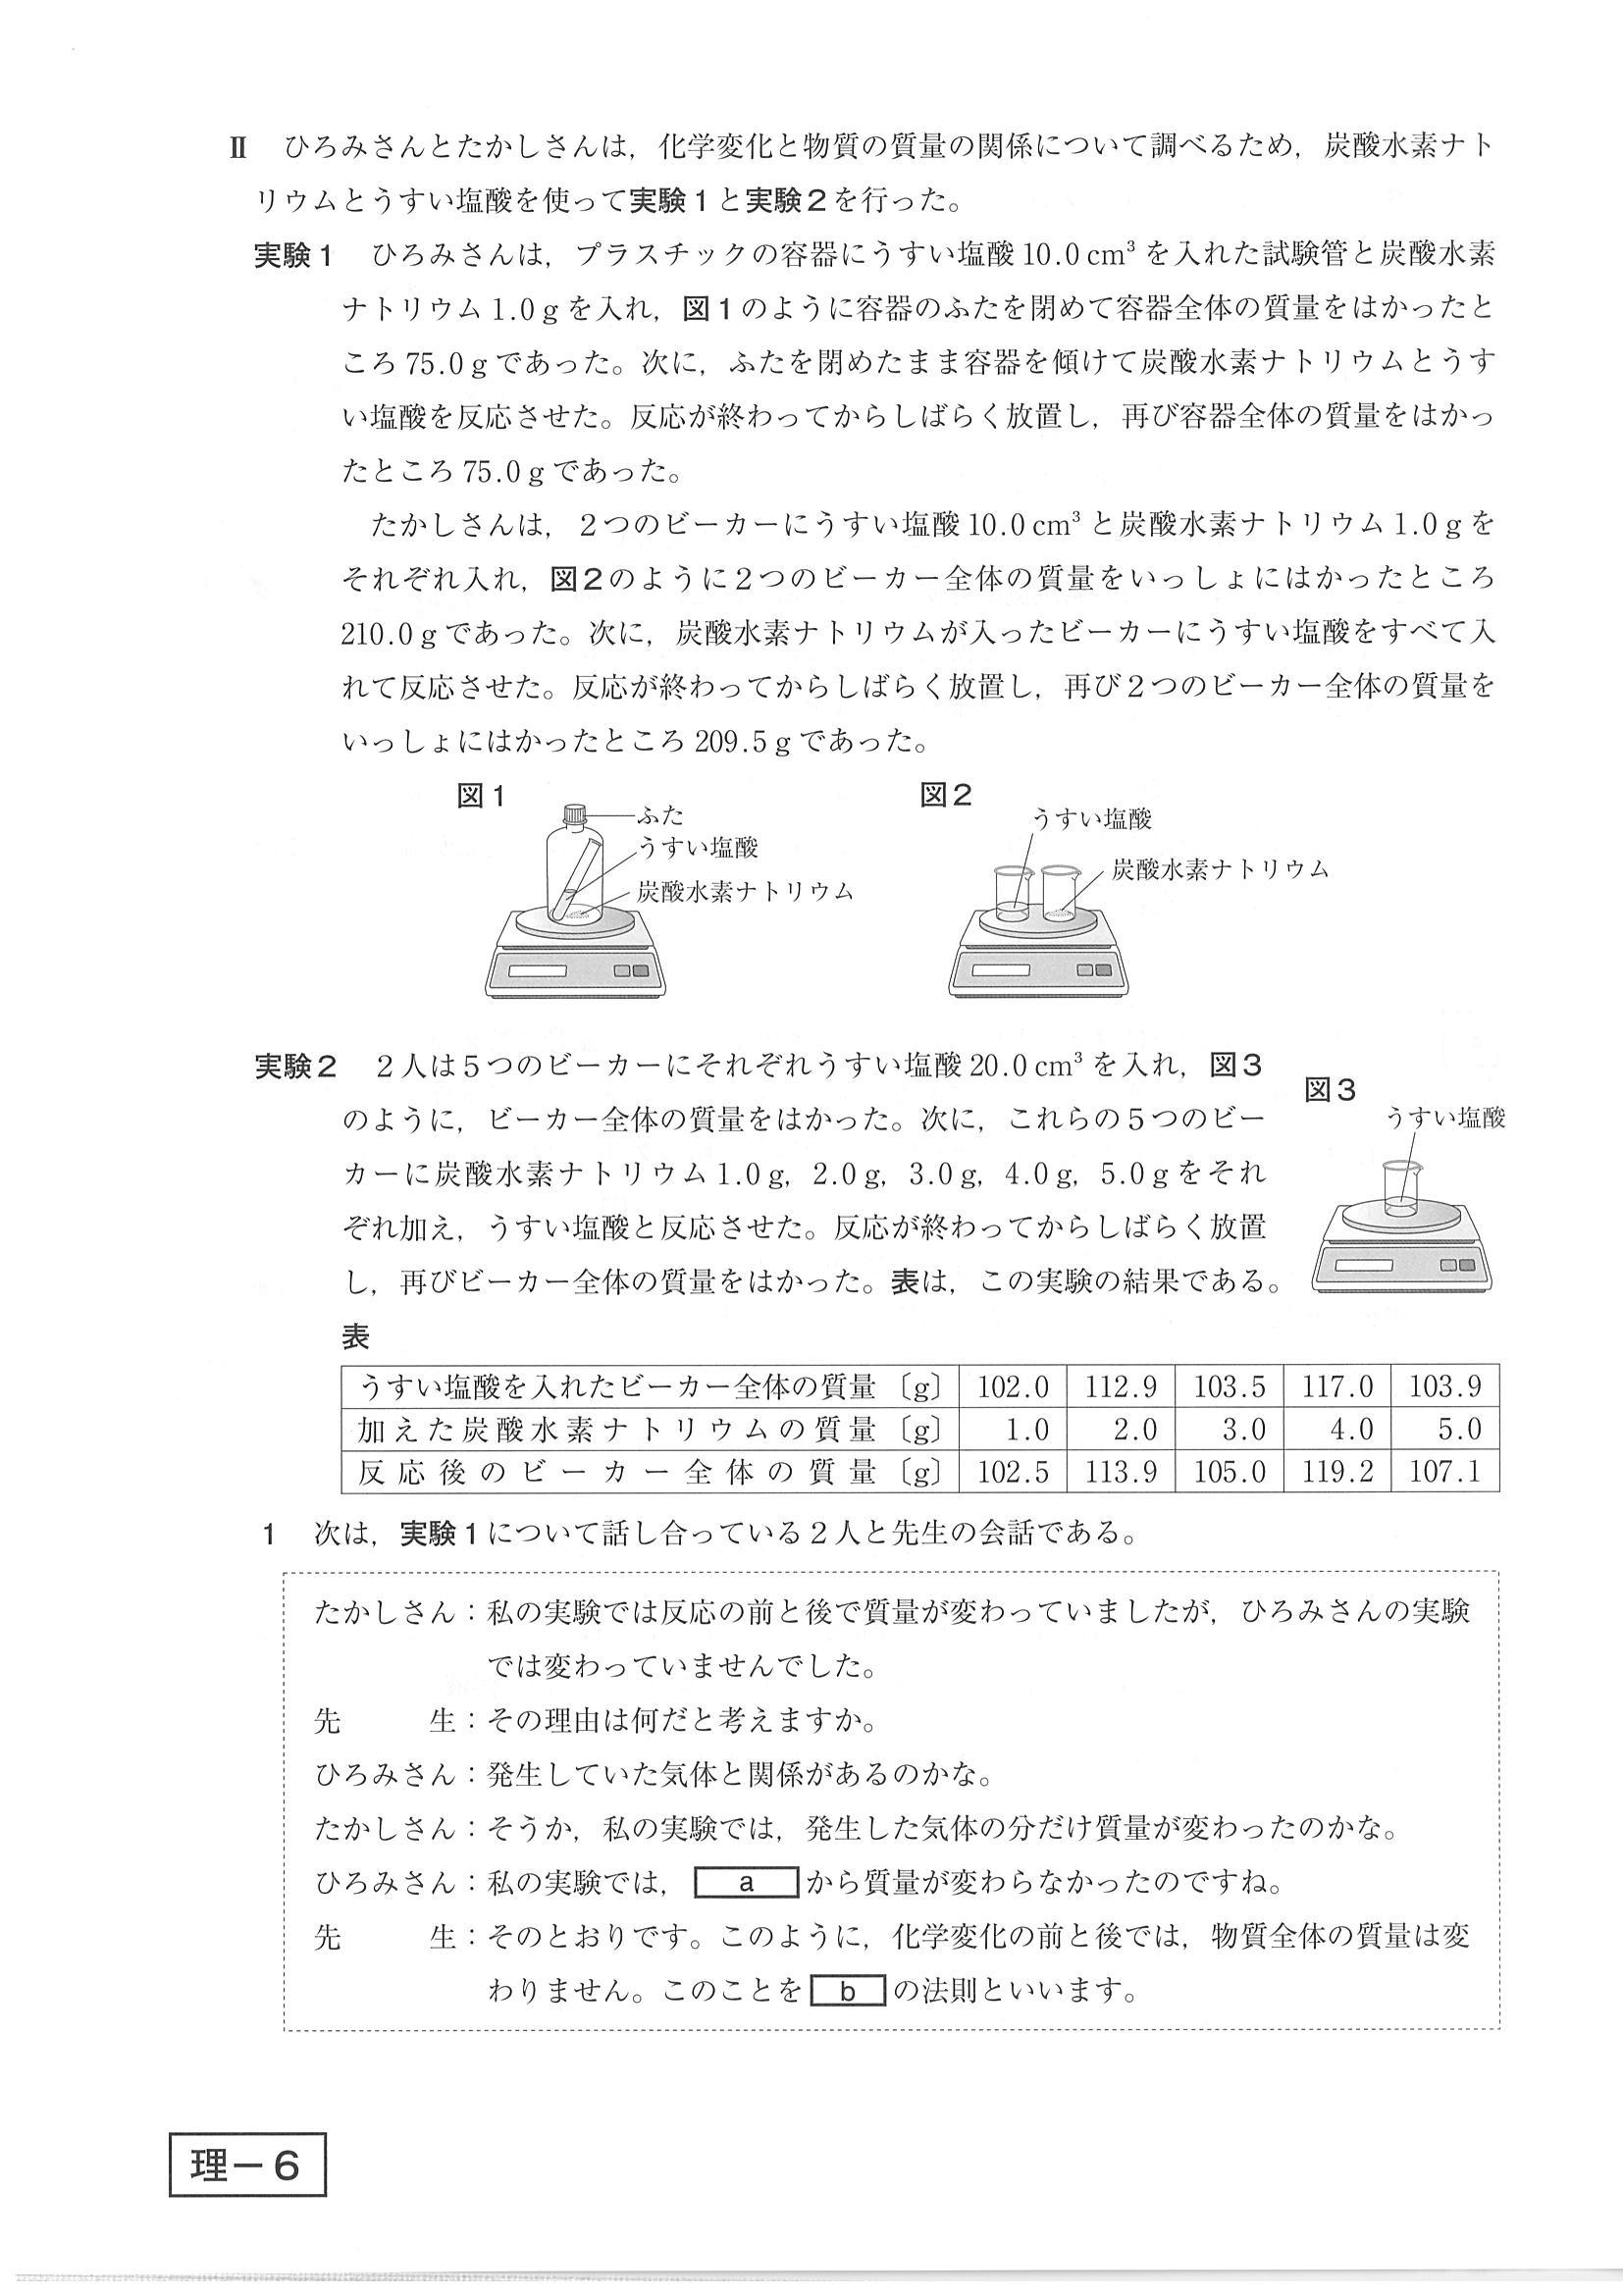 Ⅱ　ひろみさんとたかしさんは，化学変化と物質の質量の関係について調べるため，炭酸水素ナト
リウムとうすい塩酸を使って実験1と実験2を行った。
実験1　ひろみさんは，プラスチックの容器にうすい塩酸10.0 cm³を入れた試験管と炭酸水素
ナトリウム1.0 gを入れ，図1のように容器のふたを閉めて容器全体の質量をはかったと
ころ75.0 gであった。次に，ふたを閉めたまま容器を傾けて炭酸水素ナトリウムとうす
い塩酸を反応させた。反応が終わってからしばらく放置し，再び容器全体の質量をはかっ
たところ75.0 gであった。
たかしさんは，2つのビーカーにうすい塩酸10.0 cm³と炭酸水素ナトリウム1.0 gを
それぞれ入れ，図2のように2つのビーカー全体の質量をいっしょにはかったところ
210.0 gであった。次に，炭酸水素ナトリウムが入ったビーカーにうすい塩酸をすべて入
れて反応させた。反応が終わってからしばらく放置し，再び2つのビーカー全体の質量を
いっしょにはかったところ209.5 gであった。
図1
ふた
うすい塩酸
炭酸水素ナトリウム
図2
うすい塩酸
炭酸水素ナトリウム
実験2　2人は5つのビーカーにそれぞれうすい塩酸20.0 cm³を入れ，図3
のように，ビーカー全体の質量をはかった。次に，これらの5つのビー
カーに炭酸水素ナトリウム1.0 g，2.0 g，3.0 g，4.0 g，5.0 gをそれ
ぞれ加え，うすい塩酸と反応させた。反応が終わってからしばらく放置
し，再びビーカー全体の質量をはかった。表は，この実験の結果である。
図3
うすい塩酸
表
うすい塩酸を入れたビーカー全体の質量〔g〕 102.0 112.9 103.5 117.0 103.9
加えた炭酸水素ナトリウムの質量〔g〕 1.0 2.0 3.0 4.0 5.0
反応後のビーカー全体の質量〔g〕 102.5 113.9 105.0 119.2 107.1
1　次は，実験1について話し合っている2人と先生の会話である。
たかしさん：私の実験では反応の前と後で質量が変わっていましたが，ひろみさんの実験
では変わっていませんでした。
先　　　生：その理由は何だと考えますか。
ひろみさん：発生していた気体と関係があるのかな。
たかしさん：そうか，私の実験では，発生した気体の分だけ質量が変わったのかな。
ひろみさん：私の実験では，aから質量が変わらなかったのですね。
先　　　生：そのとおりです。このように，化学変化の前と後では，物質全体の質量は変
わりません。このことをbの法則といいます。
理－6